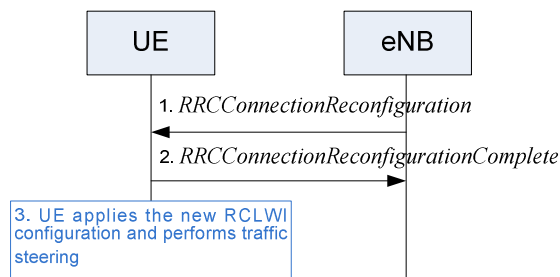 UE
eNB
1. RRCConnectionReconfiguration
2. RRCConnectionReconfigurationComplete
3. UE applies the new RCLWI
configuration and performs traffic
steering